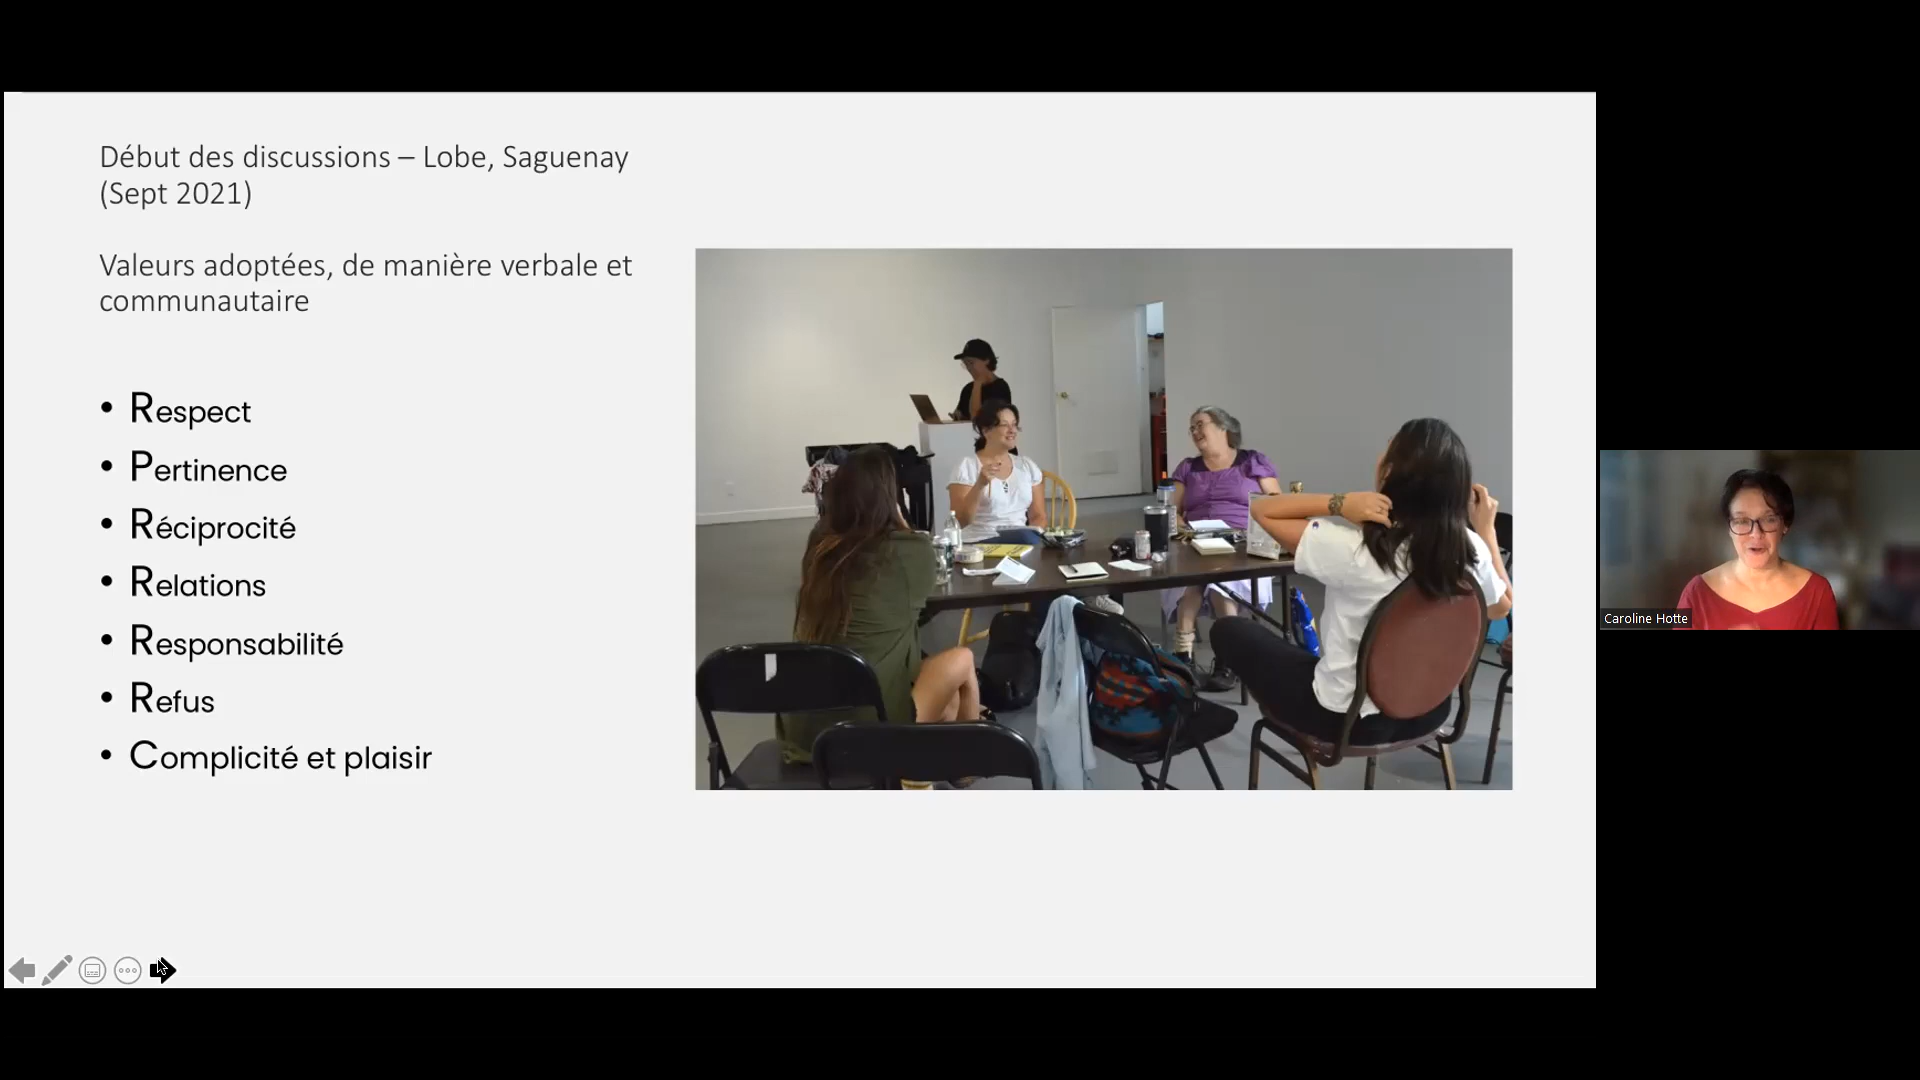 Début des discussions – Lobe, Saguenay
(Sept 2021)
Valeurs adoptées, de manière verbale et
communautaire
• Respect
• Pertinence
• Réciprocité
• Relations
• Responsabilité
• Refus
• Complicité et plaisir
Caroline Hotte